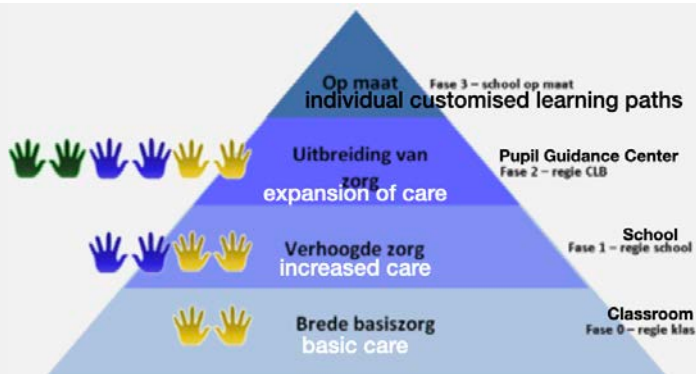 Op maat
Fase 3 – school op maat
individual customised learning paths
Uitbreiding van
zorg
expansion of care
Pupil Guidance Center
Fase 2 – regie CLB
Verhoogde zorg
increased care
School
Fase 1 – regie school
Brede basiszorg
basic care
Classroom
Fase 0 – regie klas